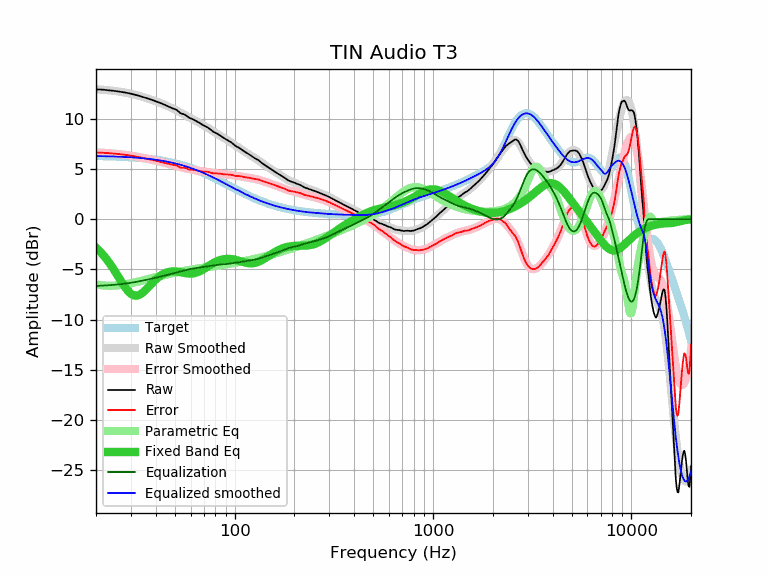 TIN Audio T3
Amplitude (dBr)
10
5
0
−5
−10
−15
−20
−25
Target
Raw Smoothed
Error Smoothed
Raw
Error
Parametric Eq
Fixed Band Eq
Equalization
Equalized smoothed
100
1000
10000
Frequency (Hz)